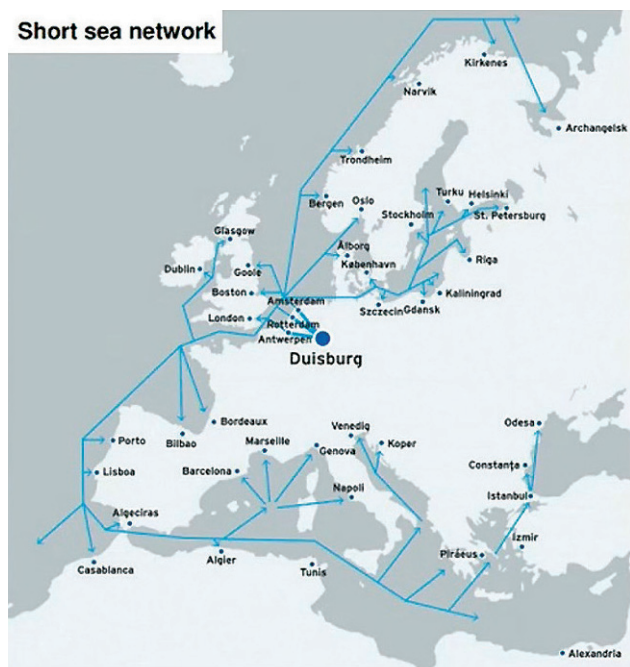 Short sea network
Kirkenes
Narvik
Archangelsk
Trondheim
Bergen
Oslo
Turku
Helsinki
Stockholm
St. Petersburg
Glasgow
Ålborg
København
Riga
Dublin
Goole
Boston
Amsterdam
Kaliningrad
Szczecin
Gdansk
London
Rotterdam
Antwerpen
Duisburg
Bordeaux
Porto
Bilbao
Marseille
Venedig
Koper
Genova
Odesa
Lisboa
Barcelona
Napoli
Constanţa
Istanbul
Algeciras
Izmir
Piräeus
Casablanca
Algier
Tunis
Alexandria